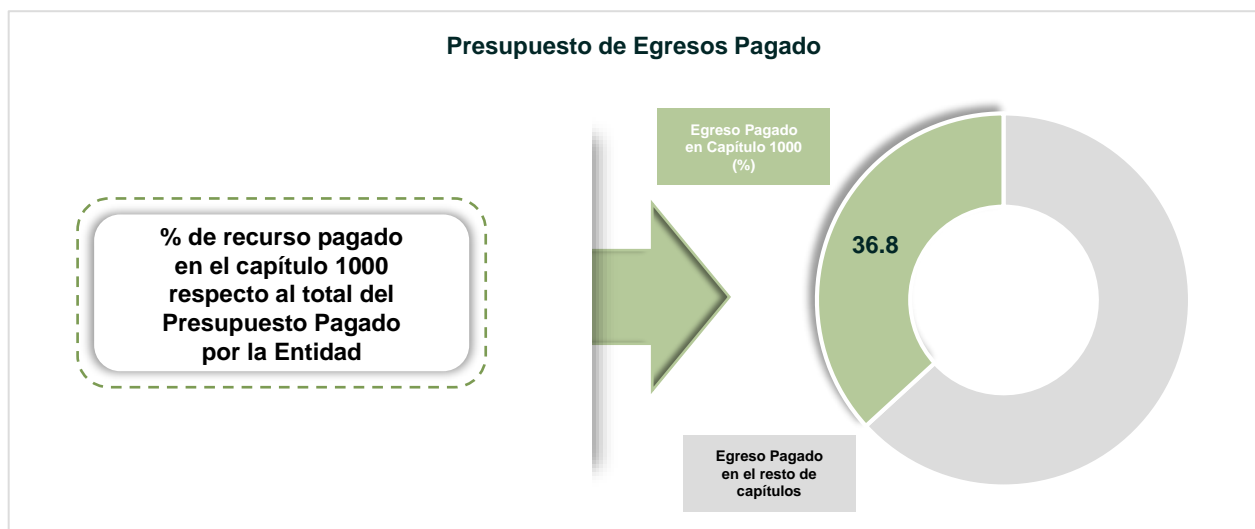 Presupuesto de Egresos Pagado
Egreso Pagado
en Capítulo 1000
(%)
% de recurso pagado
en el capítulo 1000
respecto al total del
Presupuesto Pagado
por la Entidad
36.8
Egreso Pagado
en el resto de
capítulos